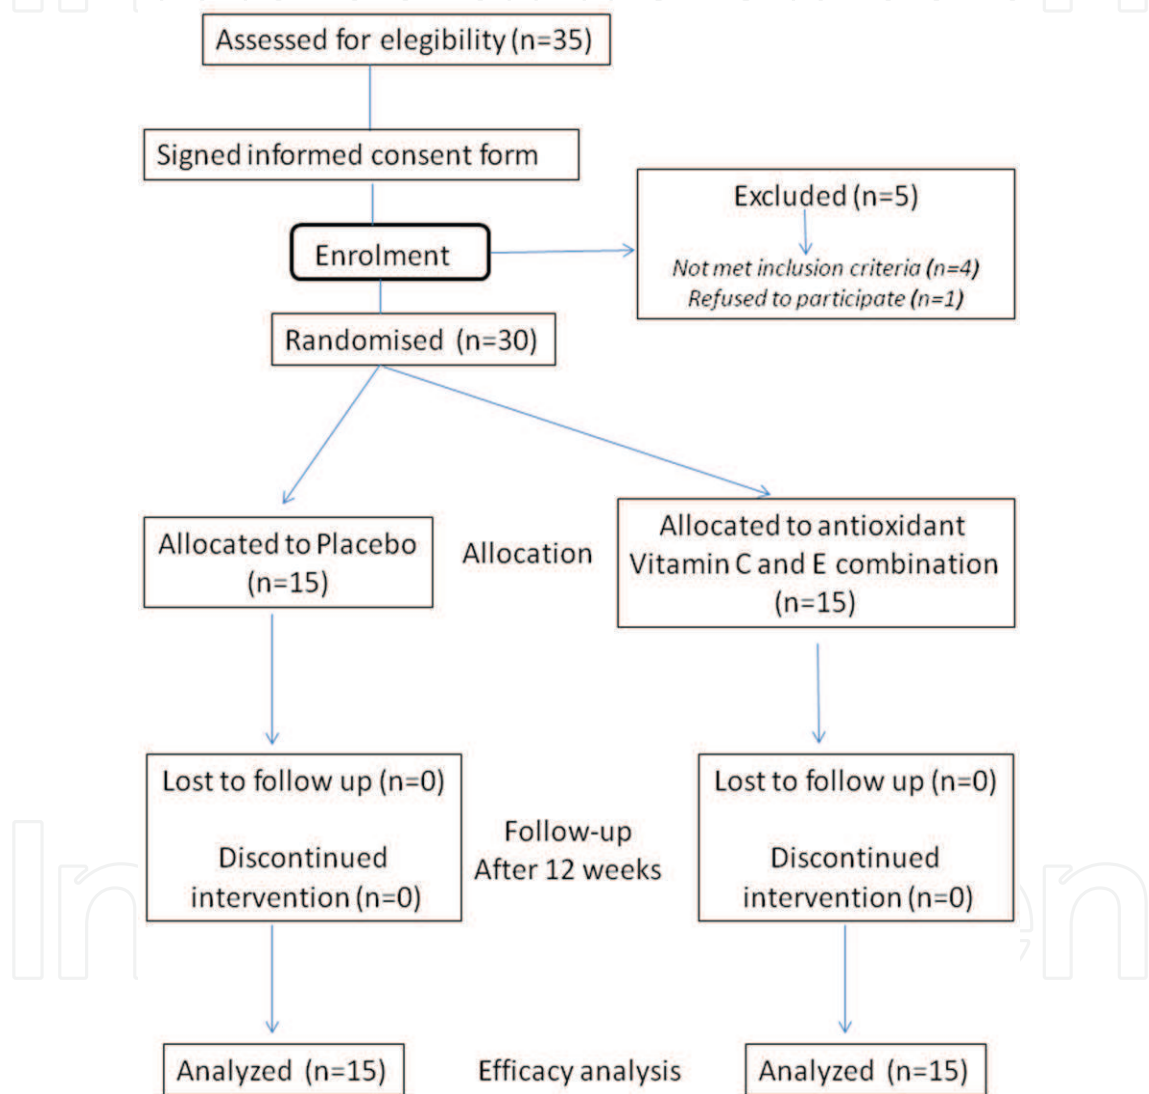 Assessed for elegibility (n=35)
Signed informed consent form
Enrolment
Excluded (n=5)
Not met inclusion criteria (n=4)
Refused to participate (n=1)
Randomised (n=30)
Allocated to Placebo
(n=15)
Allocation
Allocated to antioxidant
Vitamin C and E combination
(n=15)
Lost to follow up (n=0)
Discontinued
intervention (n=0)
Follow-up
After 12 weeks
Lost to follow up (n=0)
Discontinued
intervention (n=0)
Analyzed (n=15)
Efficacy analysis
Analyzed (n=15)